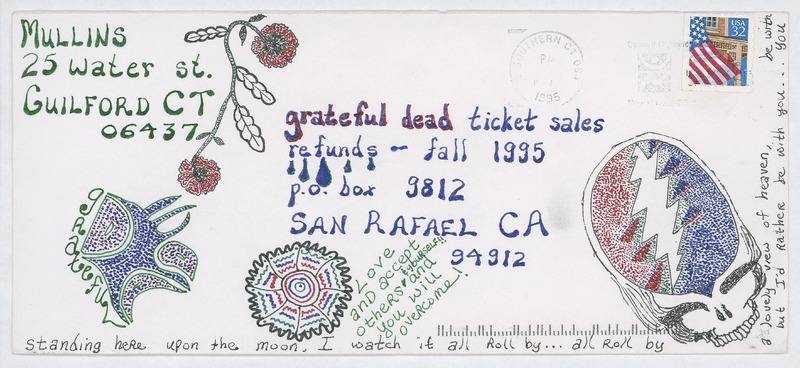 MULLINS
25 Water st.
GUILFORD CT
06437
SOUTHERN CT
PM
1995
USA
32
grateful dead ticket sales
refunds ~ fall 1995
p.o. box 9812
SAN RAFAEL CA
94912
grateful
Love
and accept
others and
yourself!!
you will
overcome!
standing here upon the moon, I watch it all Roll by... all Roll by
a lovely view of heaven,
but I'd Rather be with you... be with you